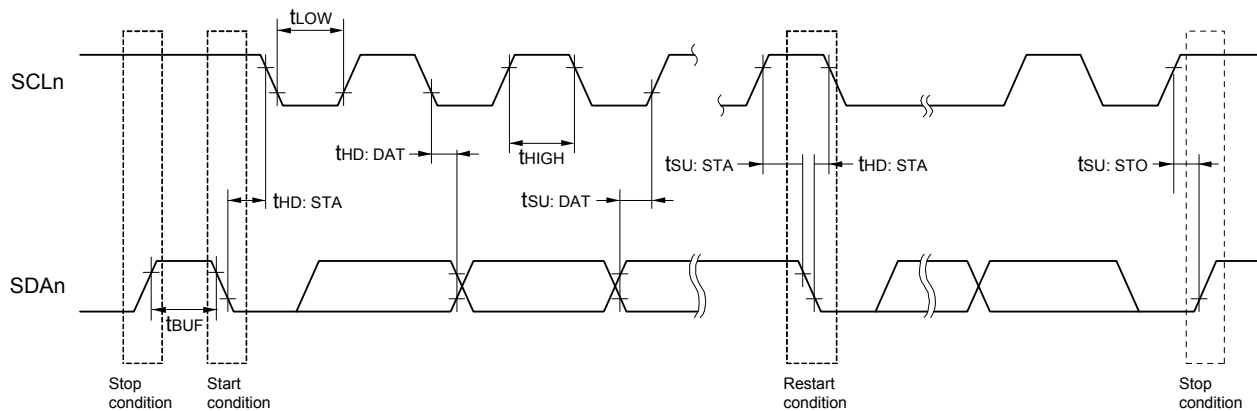 tLOW
SCLn
tHD: DAT
tHIGH
tSU: STA
tHD: STA
tSU: STO
tHD: STA
tSU: DAT
SDAn
tBUF
Stop
condition
Start
condition
Restart
condition
Stop
condition